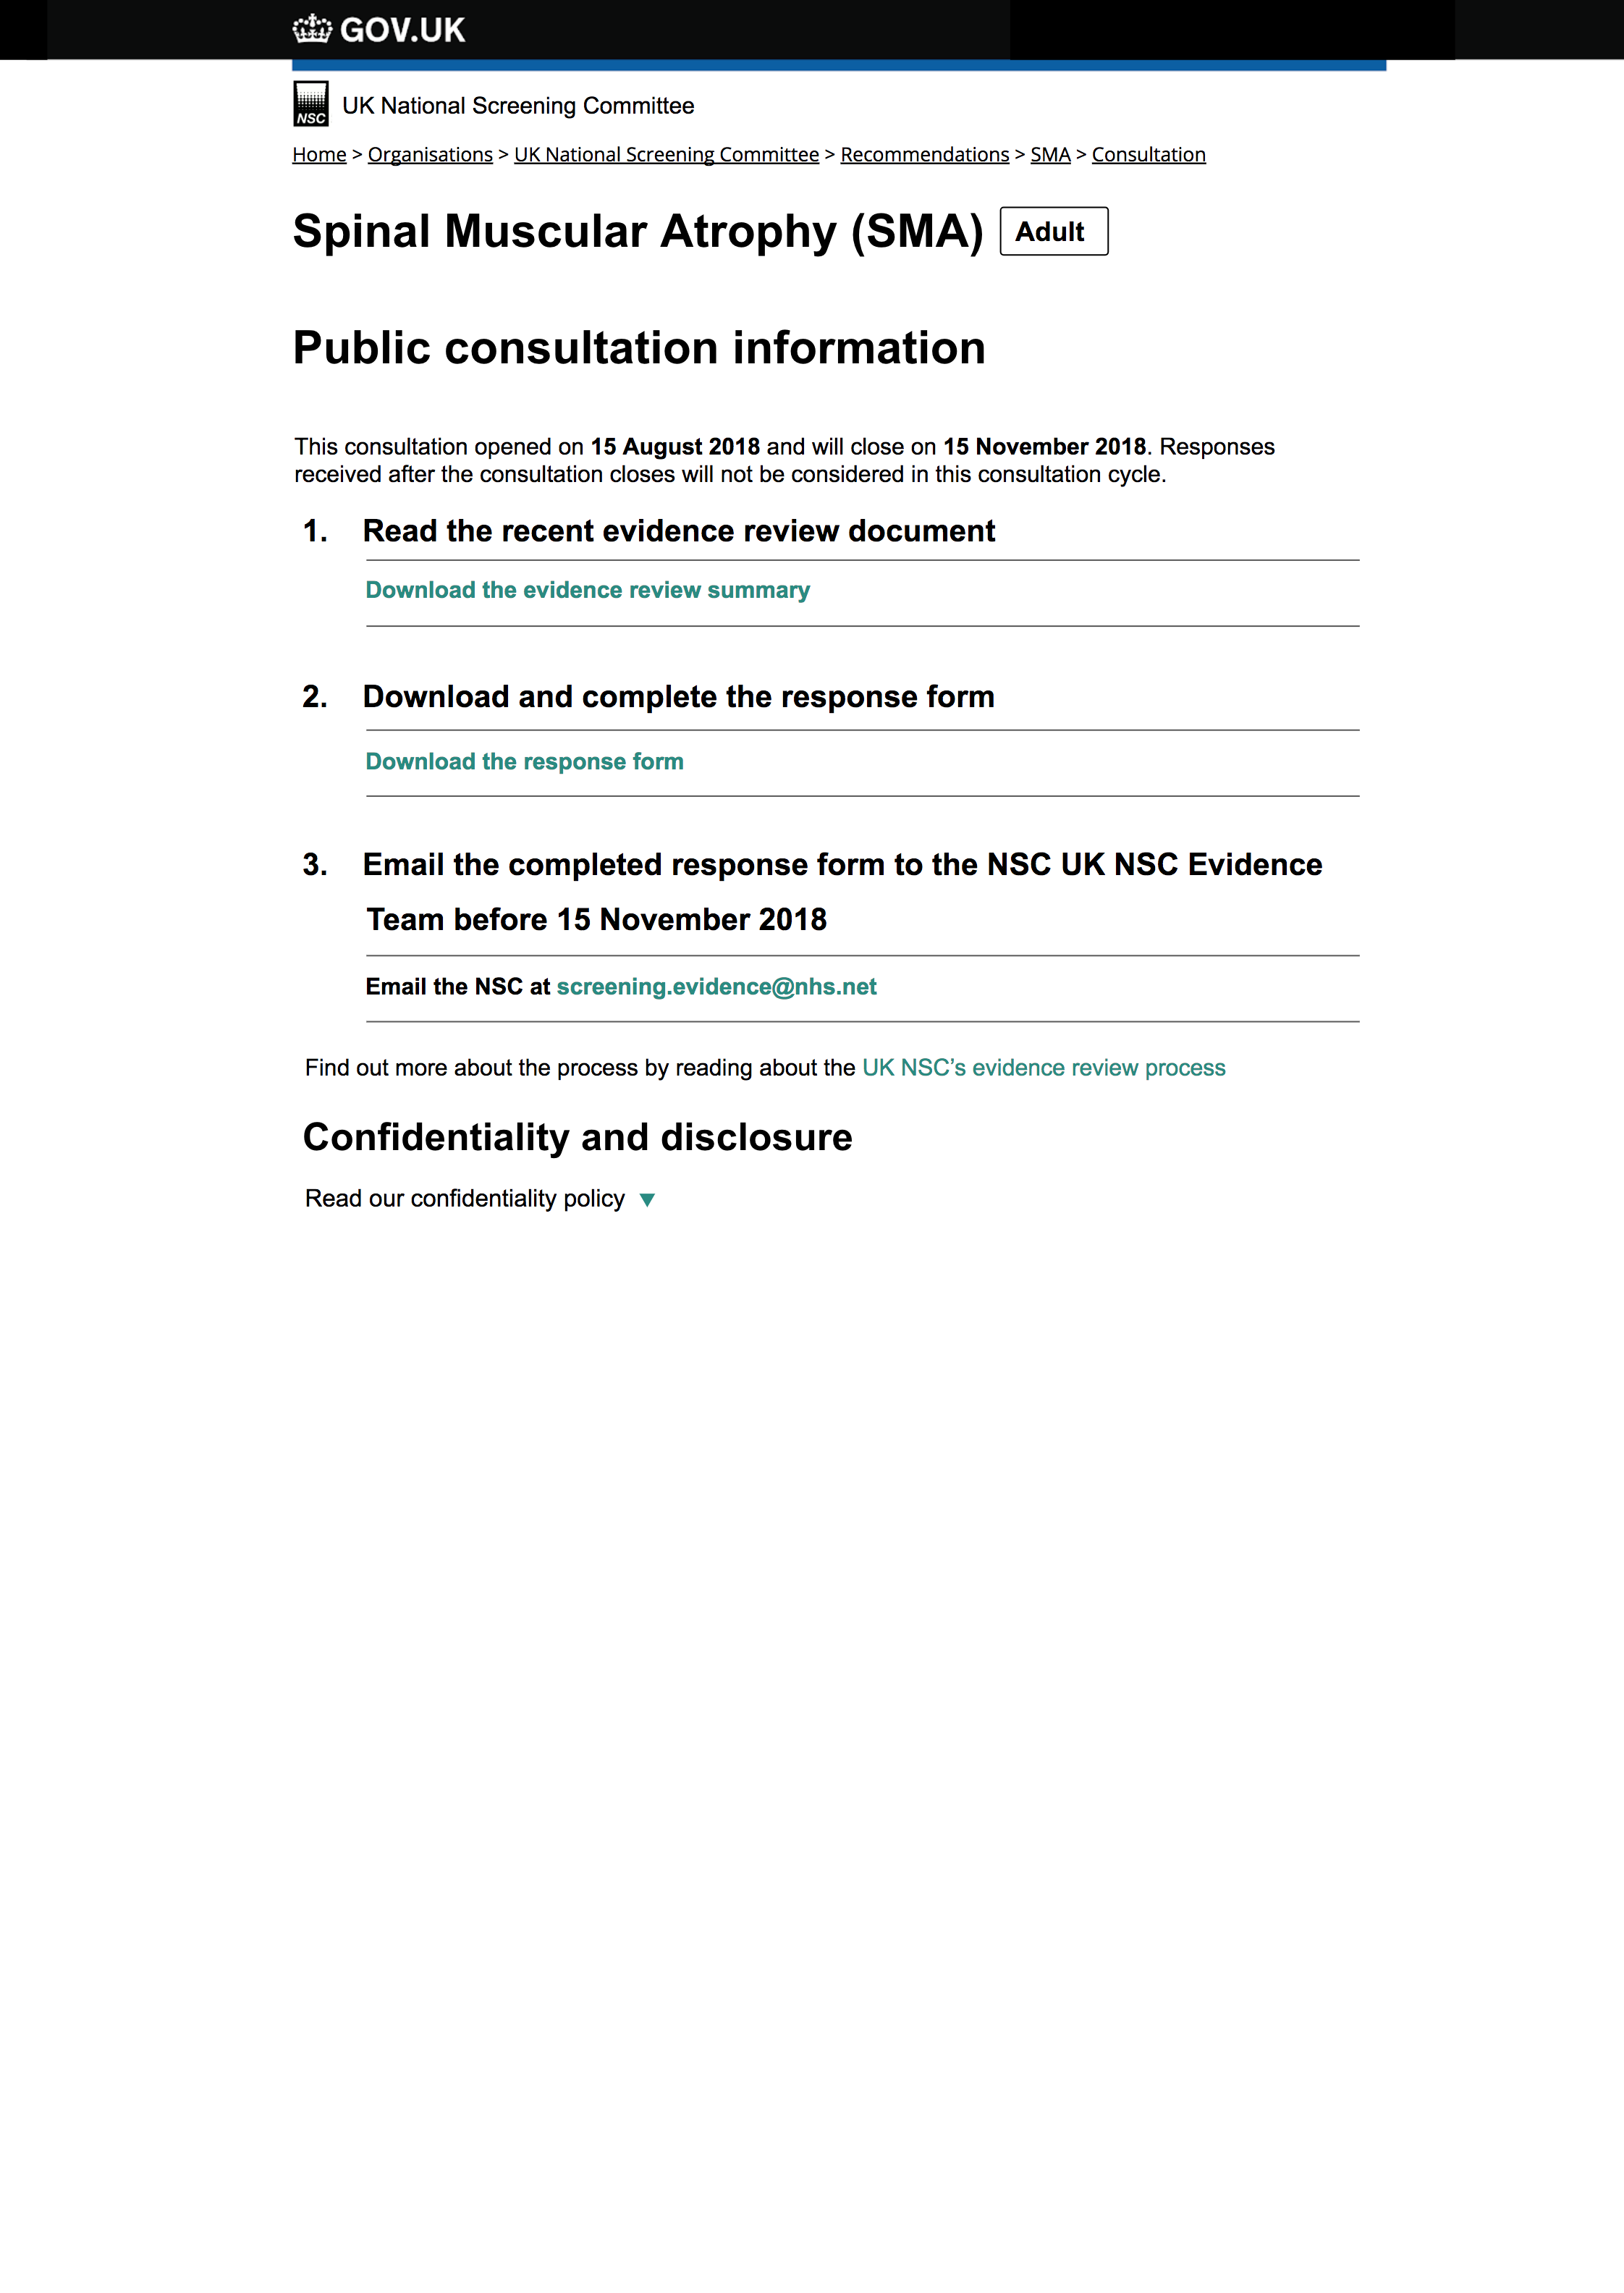 GOV.UK
NSC
UK National Screening Committee
Home > Organisations > UK National Screening Committee > Recommendations > SMA > Consultation
Spinal Muscular Atrophy (SMA) Adult
Public consultation information
This consultation opened on 15 August 2018 and will close on 15 November 2018. Responses
received after the consultation closes will not be considered in this consultation cycle.
1. Read the recent evidence review document
Download the evidence review summary
2. Download and complete the response form
Download the response form
3. Email the completed response form to the NSC UK NSC Evidence
Team before 15 November 2018
Email the NSC at screening.evidence@nhs.net
Find out more about the process by reading about the UK NSC’s evidence review process
Confidentiality and disclosure
Read our confidentiality policy ▼